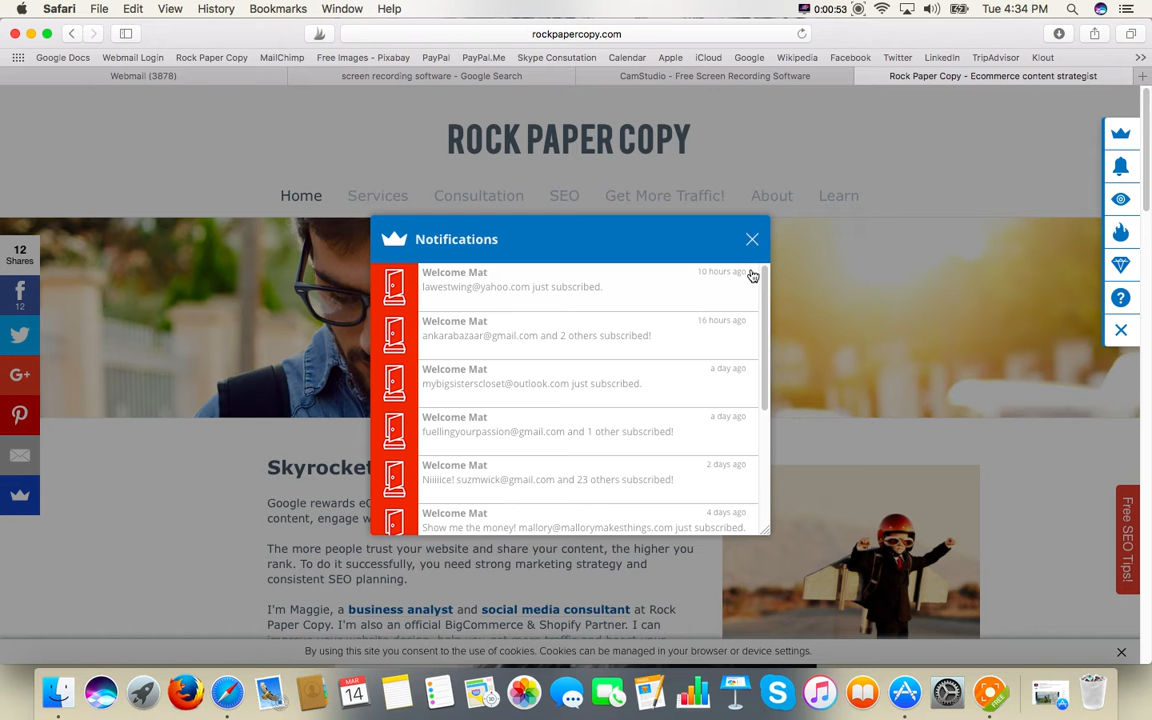 Safari File Edit View History Bookmarks Window Help 0:00:53 Tue 4:34 PM
rockpapercopy.com
Google Docs Webmail Login Rock Paper Copy MailChimp Free Images - Pixabay PayPal PayPal.Me Skype Consutation Calendar Apple iCloud Google Wikipedia Facebook Twitter LinkedIn TripAdvisor Klout
Webmail (3878) screen recording software - Google Search CamStudio - Free Screen Recording Software Rock Paper Copy - Ecommerce content strategist
ROCK PAPER COPY
Home Services Consultation SEO Get More Traffic! About Learn
12
Shares
12
Notifications
Welcome Mat 10 hours ago
lawestwing@yahoo.com just subscribed.
Welcome Mat 16 hours ago
ankarabazaar@gmail.com and 2 others subscribed!
Welcome Mat a day ago
mybigsisterscloset@outlook.com just subscribed.
Welcome Mat a day ago
fuellingyourpassion@gmail.com and 1 other subscribed!
Welcome Mat 2 days ago
Niiiiice! suzmwick@gmail.com and 23 others subscribed!
Welcome Mat 4 days ago
Show me the money! mallory@mallorymakesthings.com just subscribed.
Skyrocket
Google rewards
content, engage
The more people trust your website and share your content, the higher you
rank. To do it successfully, you need strong marketing strategy and
consistent SEO planning.
I'm Maggie, a business analyst and social media consultant at Rock
Paper Copy. I'm also an official BigCommerce & Shopify Partner. I can
Free SEO Tips!
By using this site you consent to the use of cookies. Cookies can be managed in your browser or device settings.
MAR
14
FREE